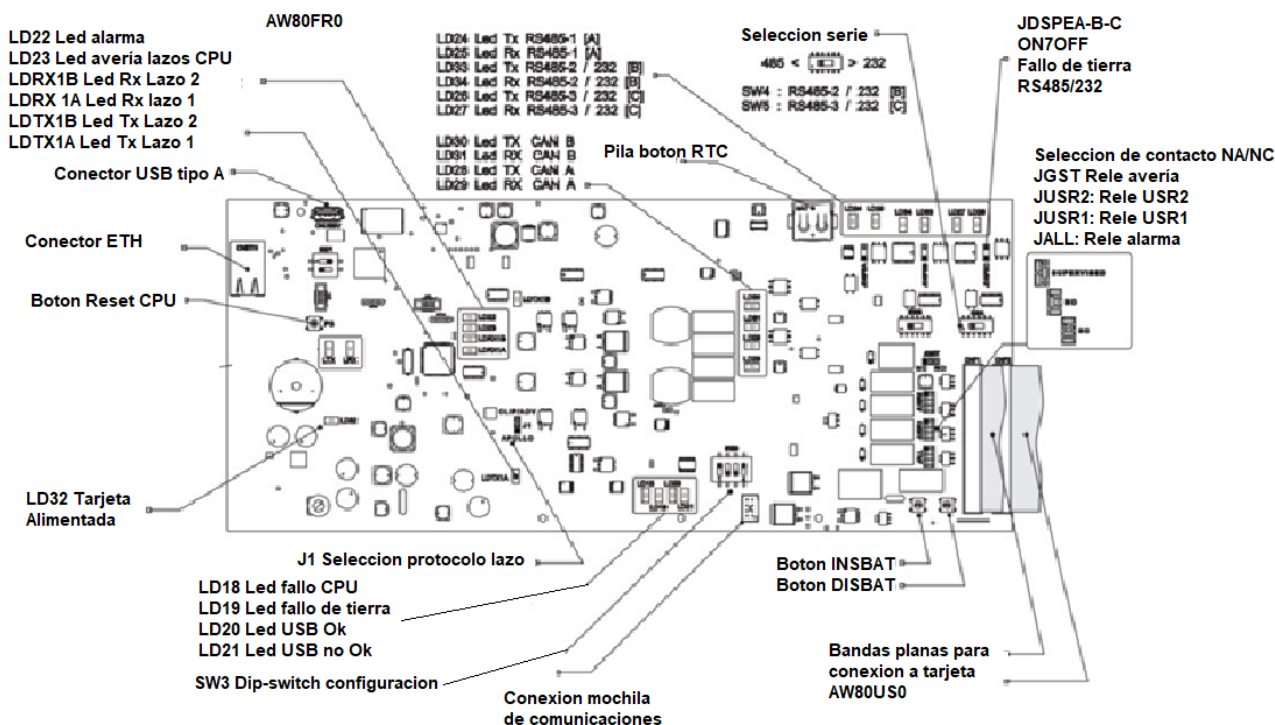 AW80FR0
LD22 Led alarma
LD23 Led avería lazos CPU
LDRX1B Led Rx Lazo 2
LDRX 1A Led Rx lazo 1
LDTX1B Led Tx Lazo 2
LDTX1A Led Tx Lazo 1
Conector USB tipo A
Conector ETH
Boton Reset CPU
LD32 Tarjeta
Alimentada
LD24: Led Tx RS485-1 [A]
LD25: Led Rx RS485-1 [A]
LD33: Led Tx RS485-2 / 232 [B]
LD34: Led Rx RS485-2 / 232 [B]
LD26: Led Tx RS485-3 / 232 [C]
LD27: Led Rx RS485-3 / 232 [C]
LD30: Led TX CAN B
LD31: Led RX CAN B
LD28: Led TX CAN A
LD29: Led RX CAN A
Pila boton RTC
Seleccion serie
485 < > 232
SW4 : RS485-2 / 232 [B]
SW5 : RS485-3 / 232 [C]
JDSPEA-B-C
ON7OFF
Fallo de tierra
RS485/232
Seleccion de contacto NA/NC
JGST Rele avería
JUSR2: Rele USR2
JUSR1: Rele USR1
JALL: Rele alarma
SUPERVISED
J1
APOLLO
J1 Seleccion protocolo lazo
LD18 Led fallo CPU
LD19 Led fallo de tierra
LD20 Led USB Ok
LD21 Led USB no Ok
SW3 Dip-switch configuracion
Conexion mochila
de comunicaciones
Boton INSBAT
Boton DISBAT
Bandas planas para
conexion a tarjeta
AW80US0